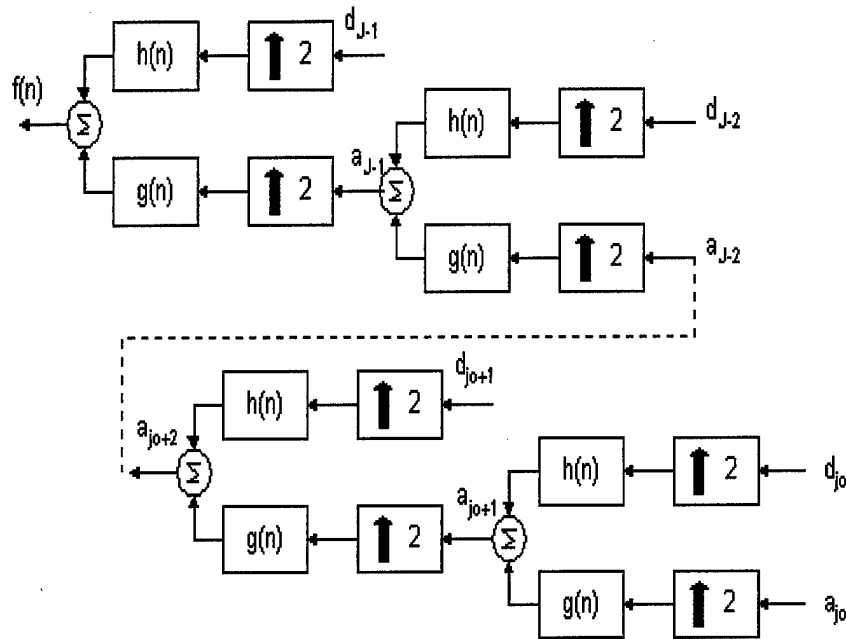 d_{J-1}
h(n) 2
f(n)
Σ
h(n) 2 d_{J-2}
a_{J-1}
g(n) 2 Σ
g(n) 2 a_{J-2}
d_{jo+1}
h(n) 2
a_{jo+2}
Σ
h(n) 2 d_{jo}
a_{jo+1}
g(n) 2 Σ
g(n) 2 a_{jo}